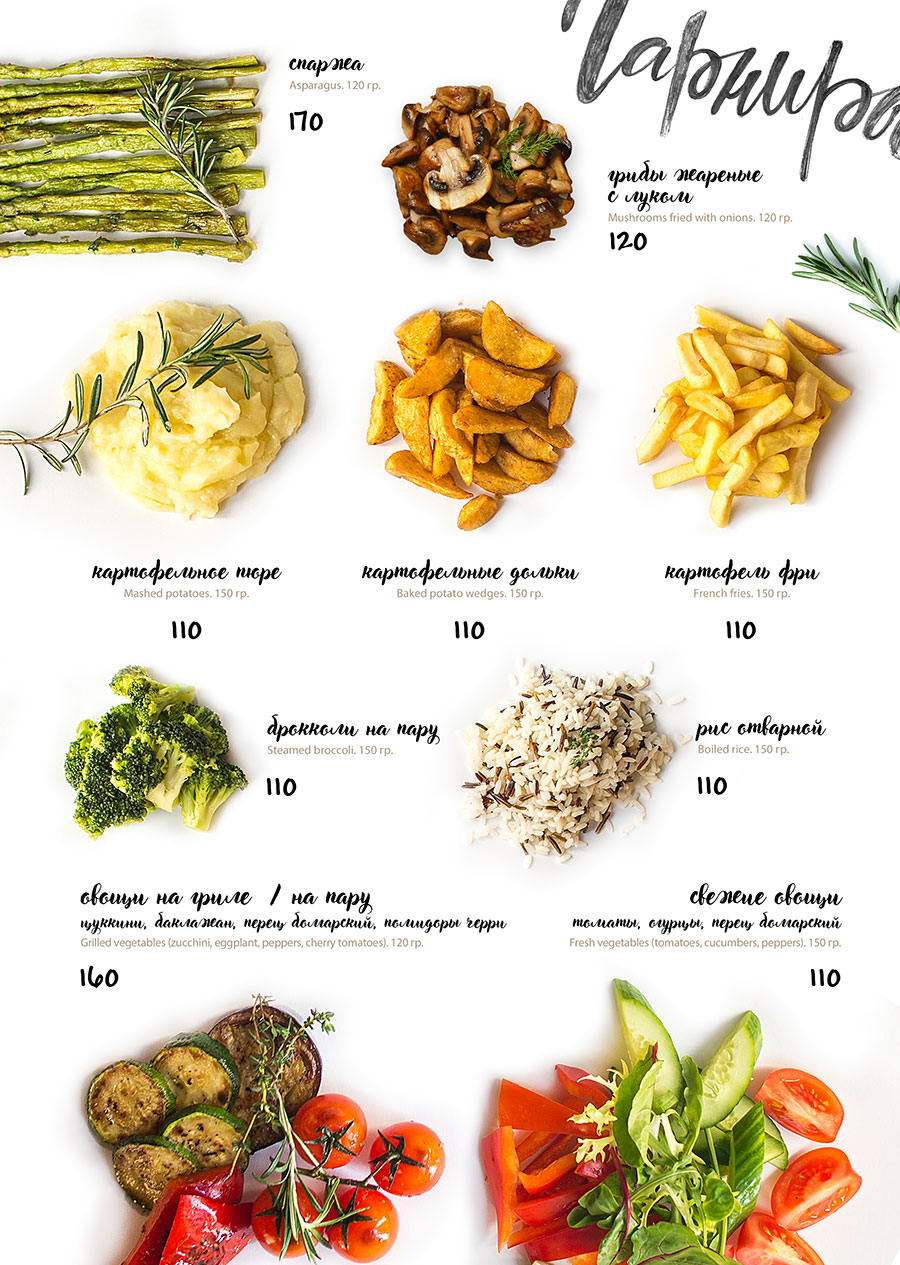 Гарниры
спаржа
Asparagus. 120 гр.
170
грибы жареные
с луком
Mushrooms fried with onions. 120 гр.
120
картофельное пюре
Mashed potatoes. 150 гр.
110
картофельные дольки
Baked potato wedges. 150 гр.
110
картофель фри
French fries. 150 гр.
110
брокколи на пару
Steamed broccoli. 150 гр.
110
рис отварной
Boiled rice. 150 гр.
110
овощи на гриле / на пару
цуккини, баклажан, перец болгарский, помидоры черри
Grilled vegetables (zucchini, eggplant, peppers, cherry tomatoes). 120 гр.
160
свежие овощи
томаты, огурцы, перец болгарский
Fresh vegetables (tomatoes, cucumbers, peppers). 150 гр.
110